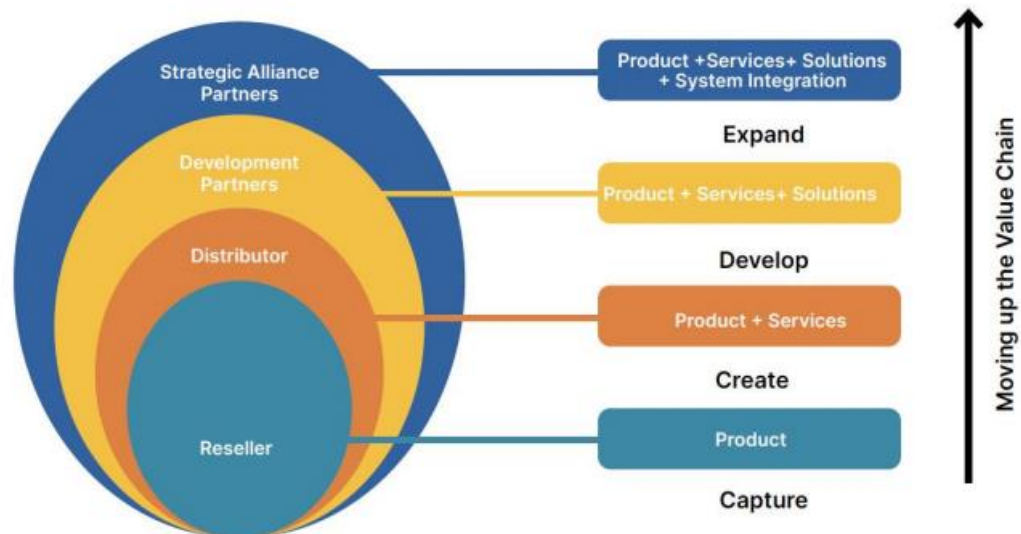 Strategic Alliance
Partners
Product +Services+ Solutions
+ System Integration
Expand
Development
Partners
Product + Services+ Solutions
Develop
Distributor
Product + Services
Create
Reseller
Product
Capture
Moving up the Value Chain